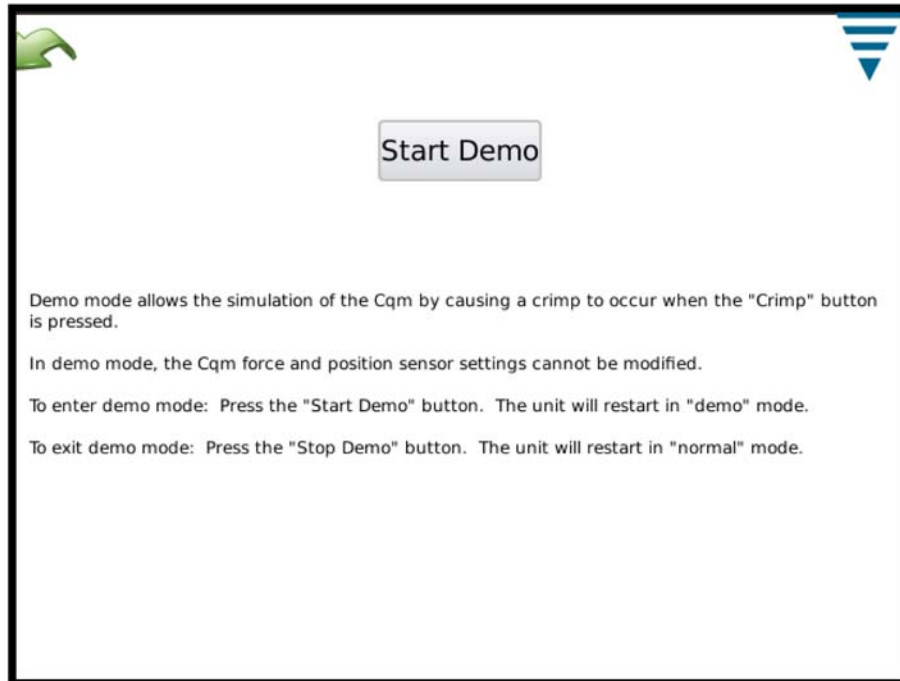 Start Demo
Demo mode allows the simulation of the Cqm by causing a crimp to occur when the "Crimp" button
is pressed.
In demo mode, the Cqm force and position sensor settings cannot be modified.
To enter demo mode:  Press the "Start Demo" button.  The unit will restart in "demo" mode.
To exit demo mode:  Press the "Stop Demo" button.  The unit will restart in "normal" mode.